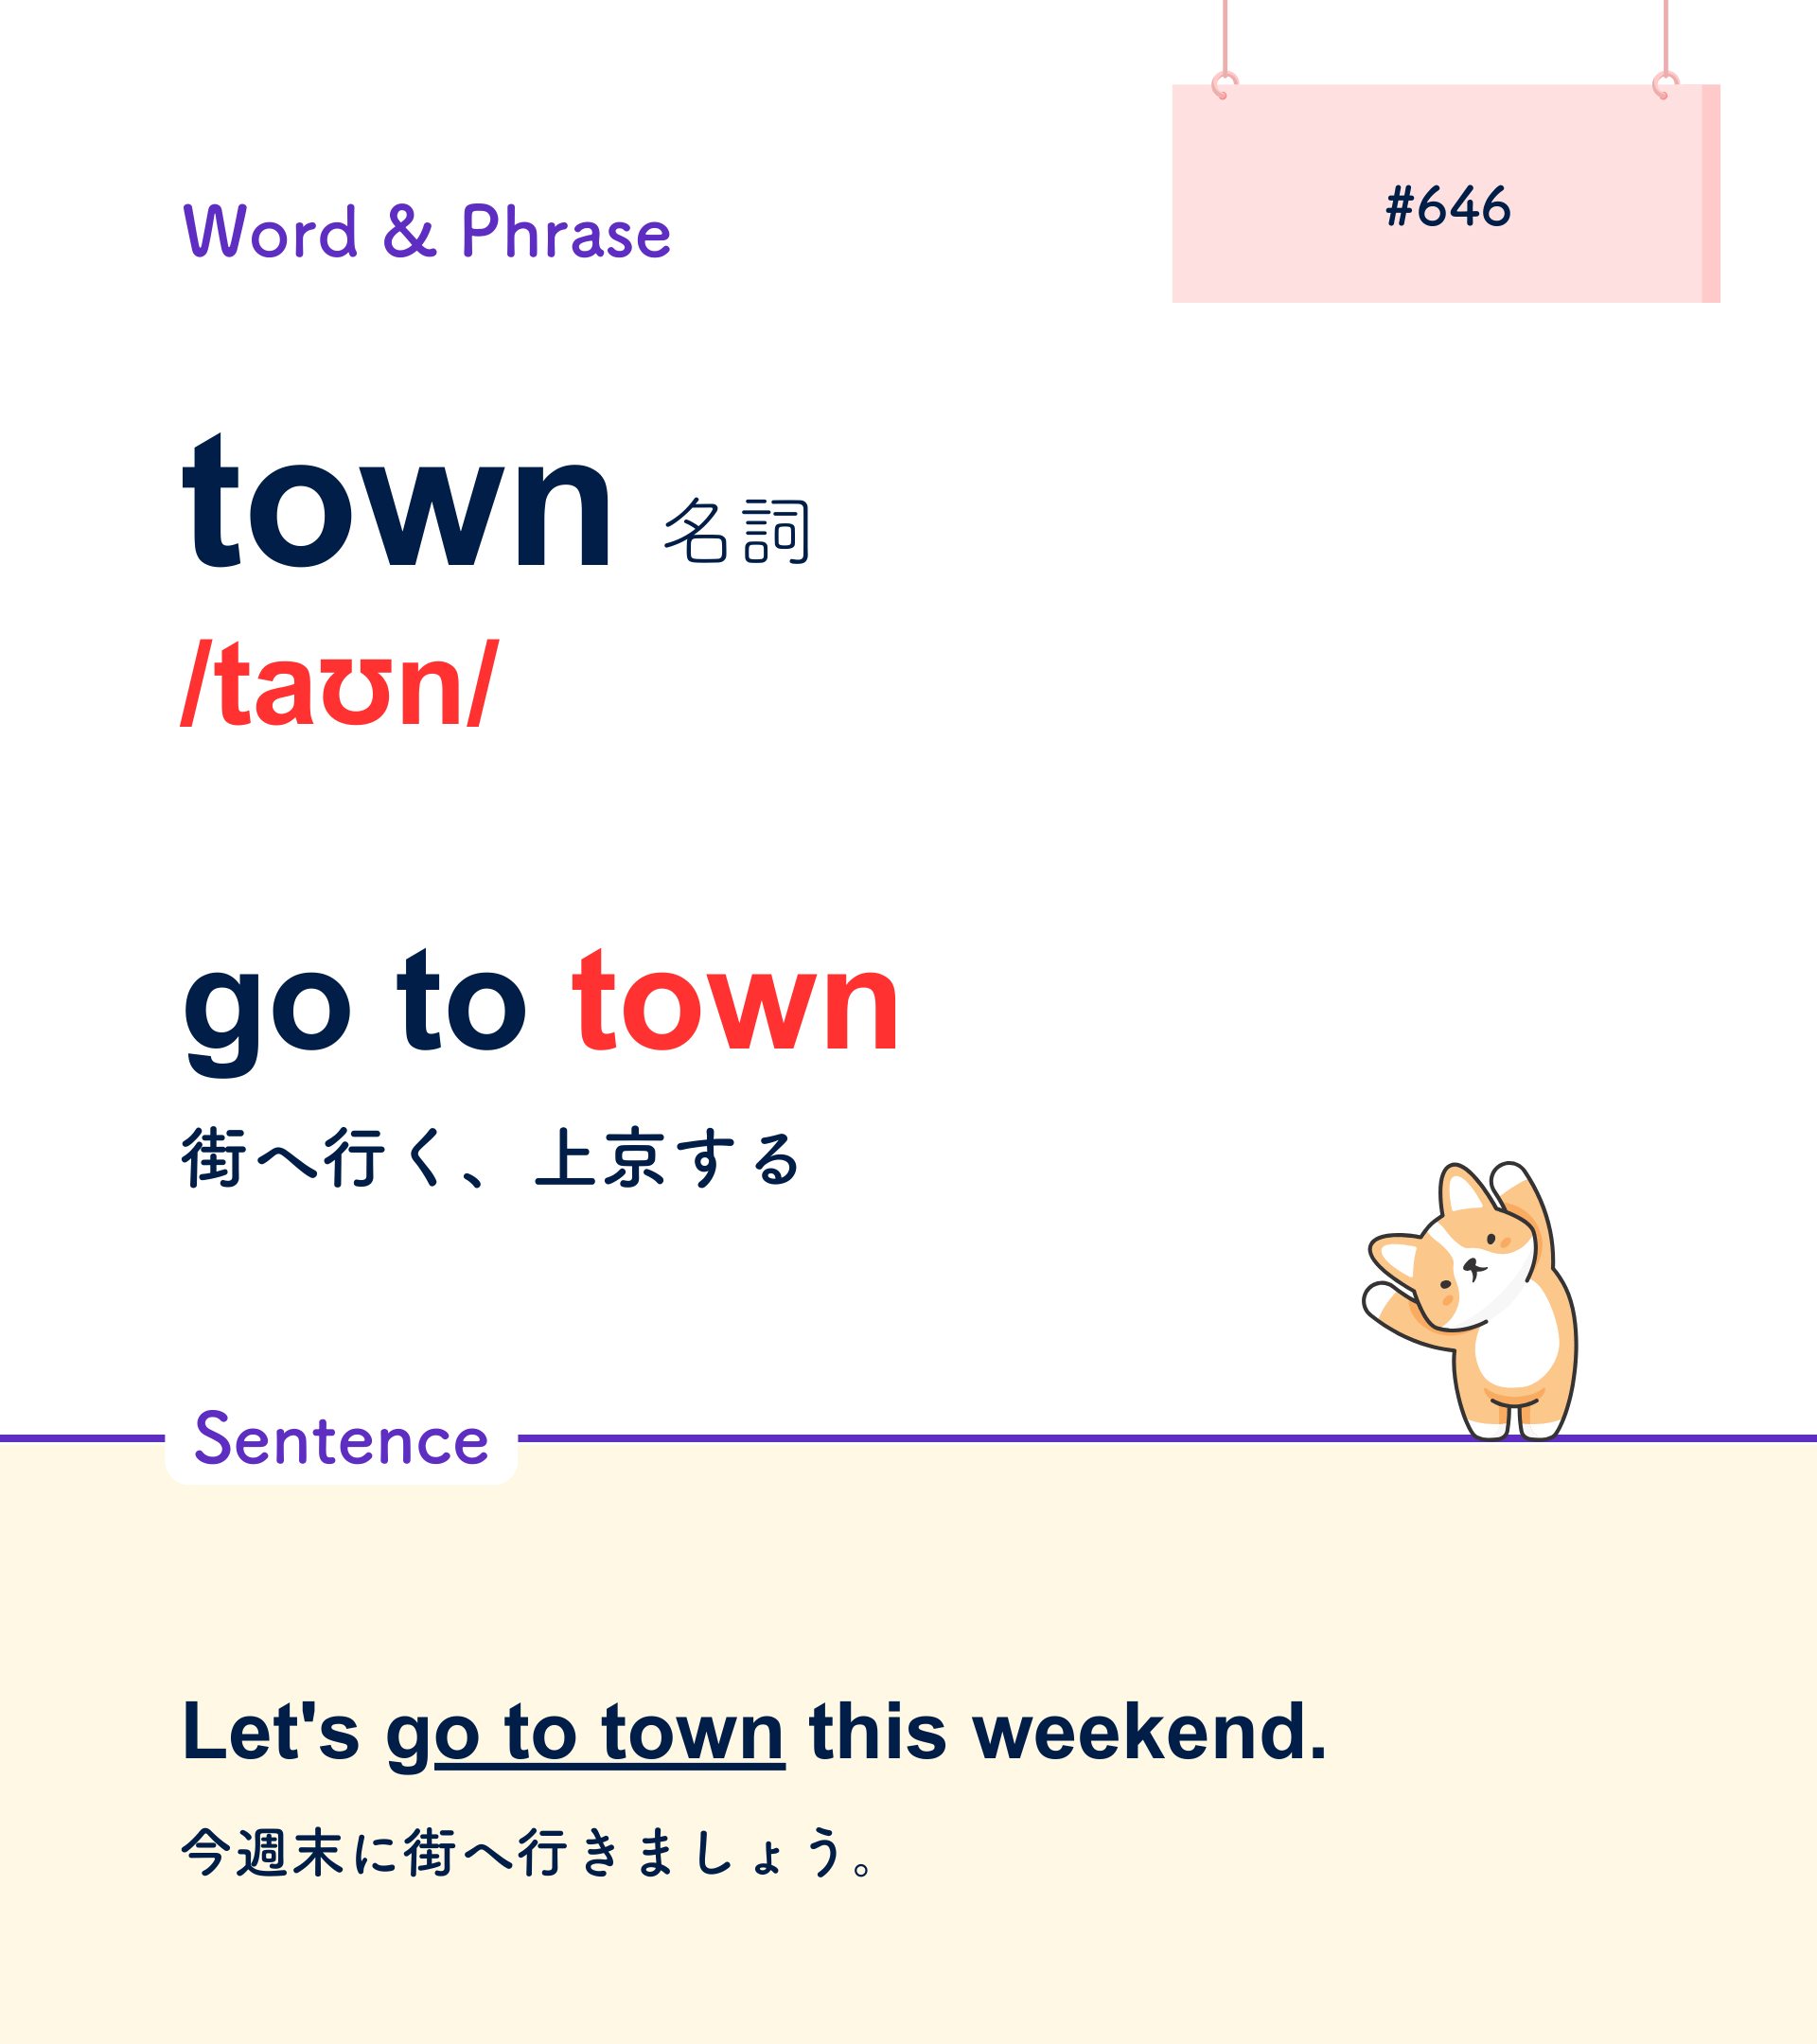 #646
Word & Phrase
town 名詞
/taʊn/
go to town
街へ行く、上京する
Sentence
Let's go to town this weekend.
今週末に街へ行きましょう。